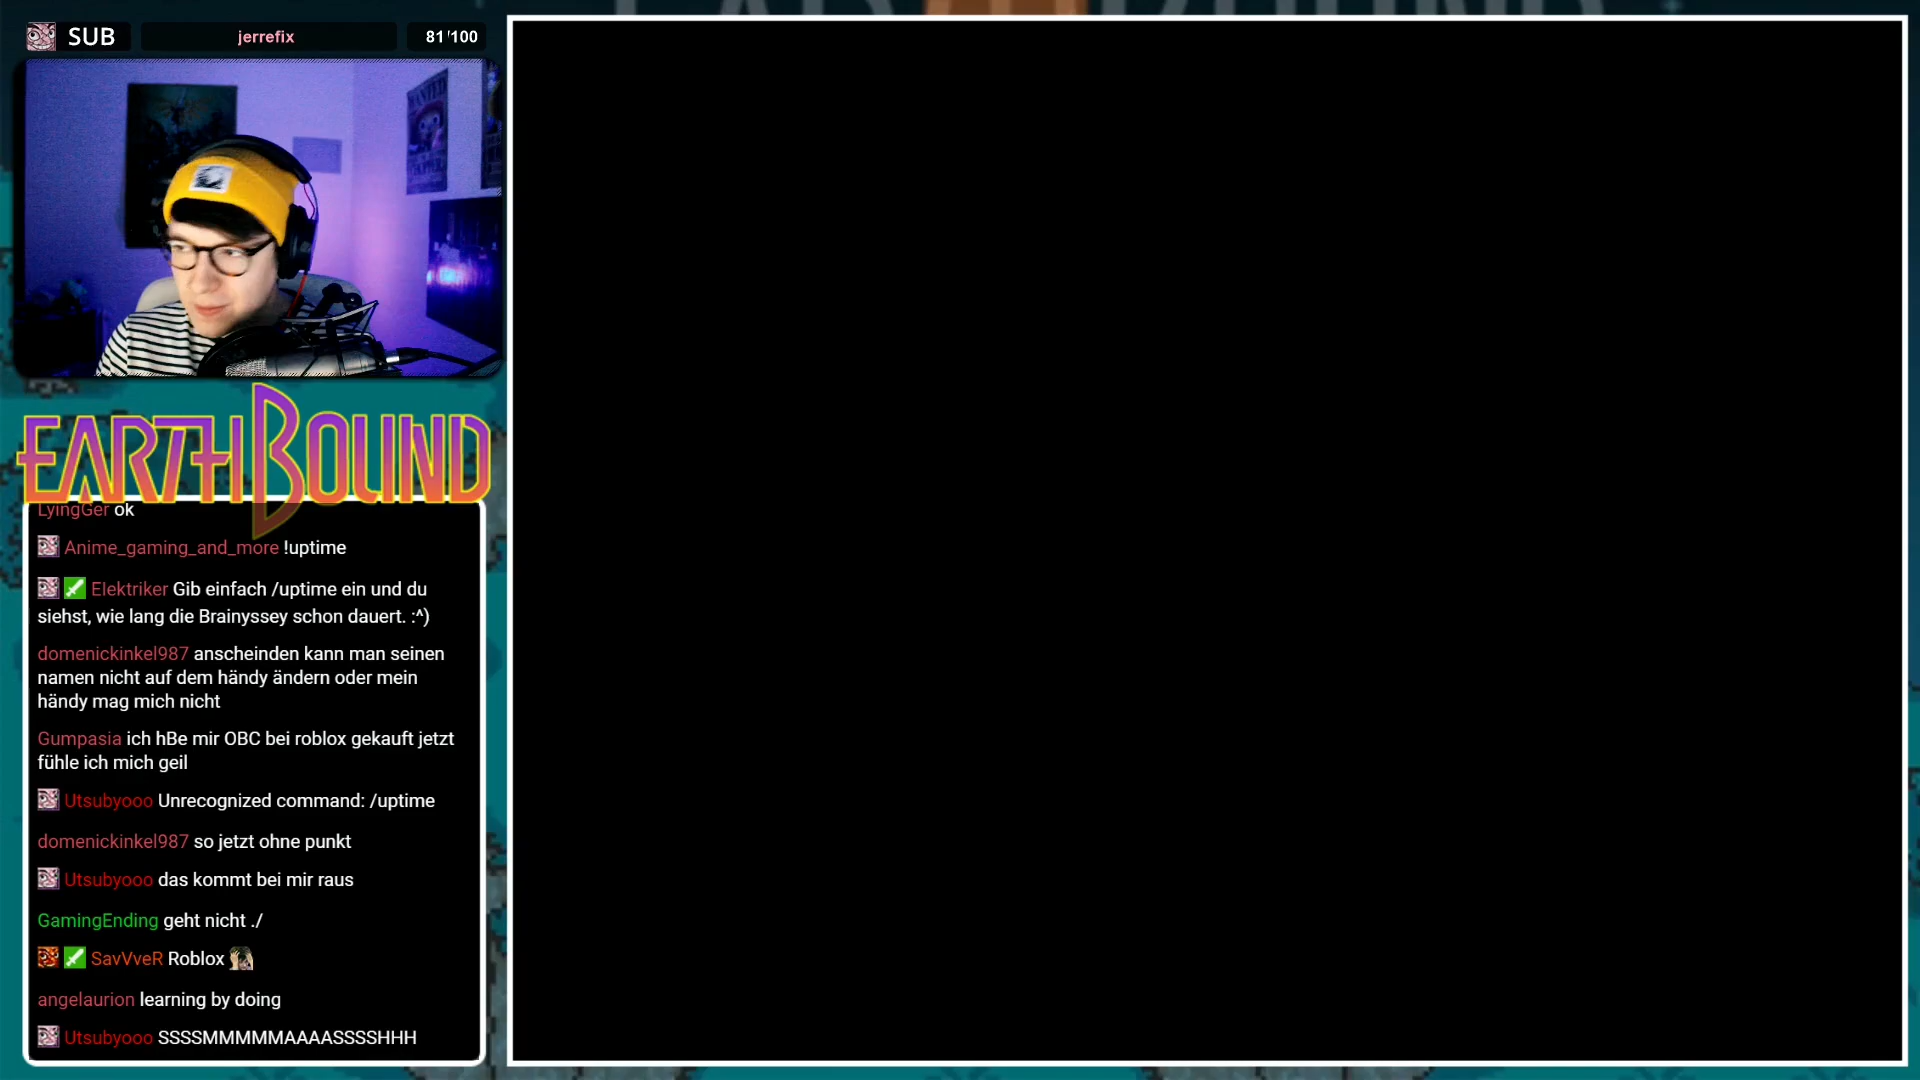 SUB
jerrefix
81/100
WANTED
EARTHBOUND
LyingGer ok
Anime_gaming_and_more !uptime
Elektriker Gib einfach /uptime ein und du
siehst, wie lang die Brainyssey schon dauert. :^)
domenickinkel987 anscheinden kann man seinen
namen nicht auf dem händy ändern oder mein
händy mag mich nicht
Gumpasia ich hBe mir OBC bei roblox gekauft jetzt
fühle ich mich geil
Utsubyooo Unrecognized command: /uptime
domenickinkel987 so jetzt ohne punkt
Utsubyooo das kommt bei mir raus
GamingEnding geht nicht ./
SavVveR Roblox
angelaurion learning by doing
Utsubyooo SSSSMMMMMAAAASSSSHHH